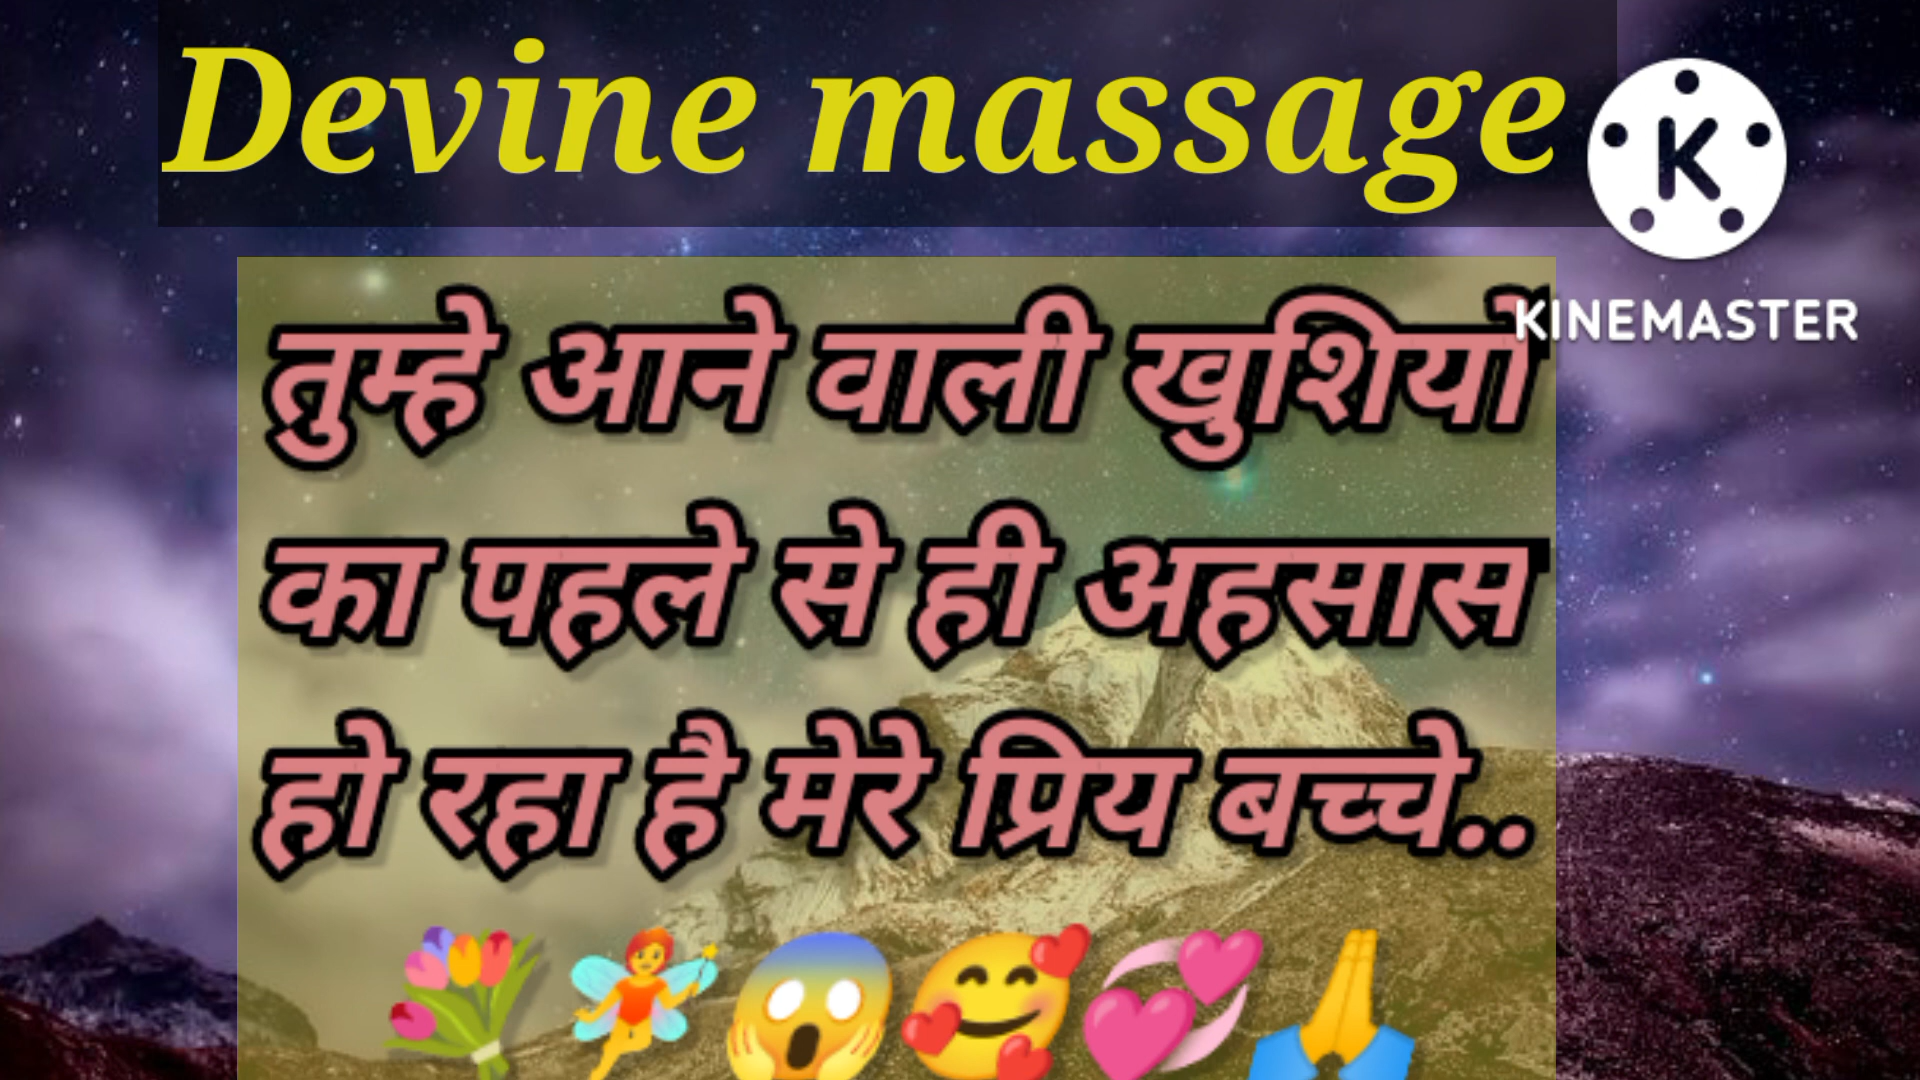 Devine massage
KINEMASTER
तुम्हे आने वाली खुशियों
का पहले से ही अहसास
हो रहा है मेरे प्रिय बच्चे..